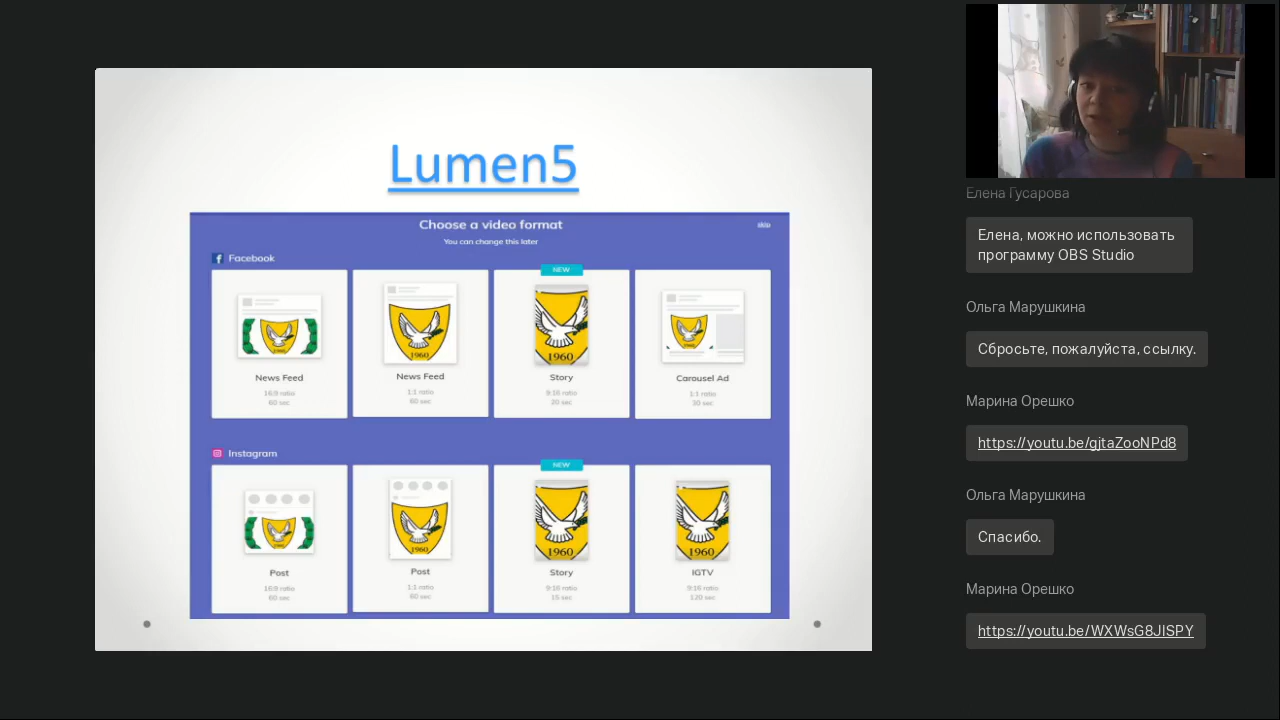 Lumen5
Choose a video format
skip
You can change this later
Facebook
NEW
1960
1960
1960
News Feed
News Feed
Story
Carousel Ad
16:9 ratio
1:1 ratio
9:16 ratio
1:1 ratio
60 sec
60 sec
20 sec
30 sec
Instagram
NEW
1960
1960
1960
Post
Post
Story
IGTV
16:9 ratio
1:1 ratio
9:16 ratio
9:16 ratio
60 sec
60 sec
15 sec
120 sec
Елена Гусарова
Елена, можно использовать
программу OBS Studio
Ольга Марушкина
Сбросьте, пожалуйста, ссылку.
Марина Орешко
https://youtu.be/gjtaZooNPd8
Ольга Марушкина
Спасибо.
Марина Орешко
https://youtu.be/WXWsG8JISPY